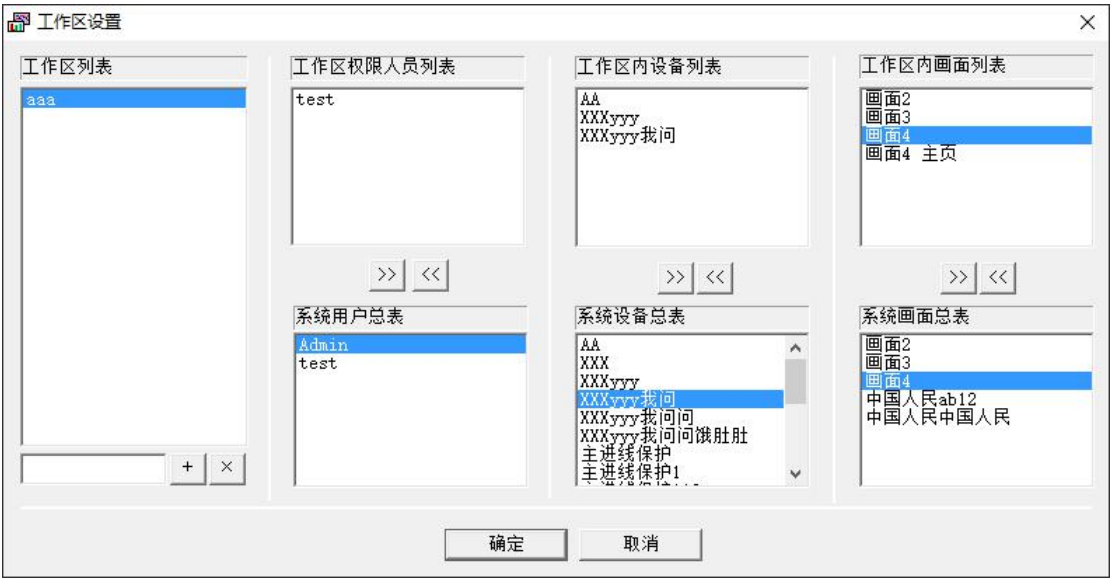 工作区设置
×
工作区列表
aaa
+
×
工作区权限人员列表
test
>>
<<
系统用户总表
Admin
test
工作区内设备列表
AA
XXXyyy
XXXyyy我问
>>
<<
系统设备总表
AA
XXX
XXXyyy
XXXyyy我问
XXXyyy我问问
XXXyyy我问问饿肚肚
主进线保护
主进线保护1
工作区内画面列表
画面2
画面3
画面4
画面4 主页
>>
<<
系统画面总表
画面2
画面3
画面4
中国人民ab12
中国人民中国人民
确定
取消